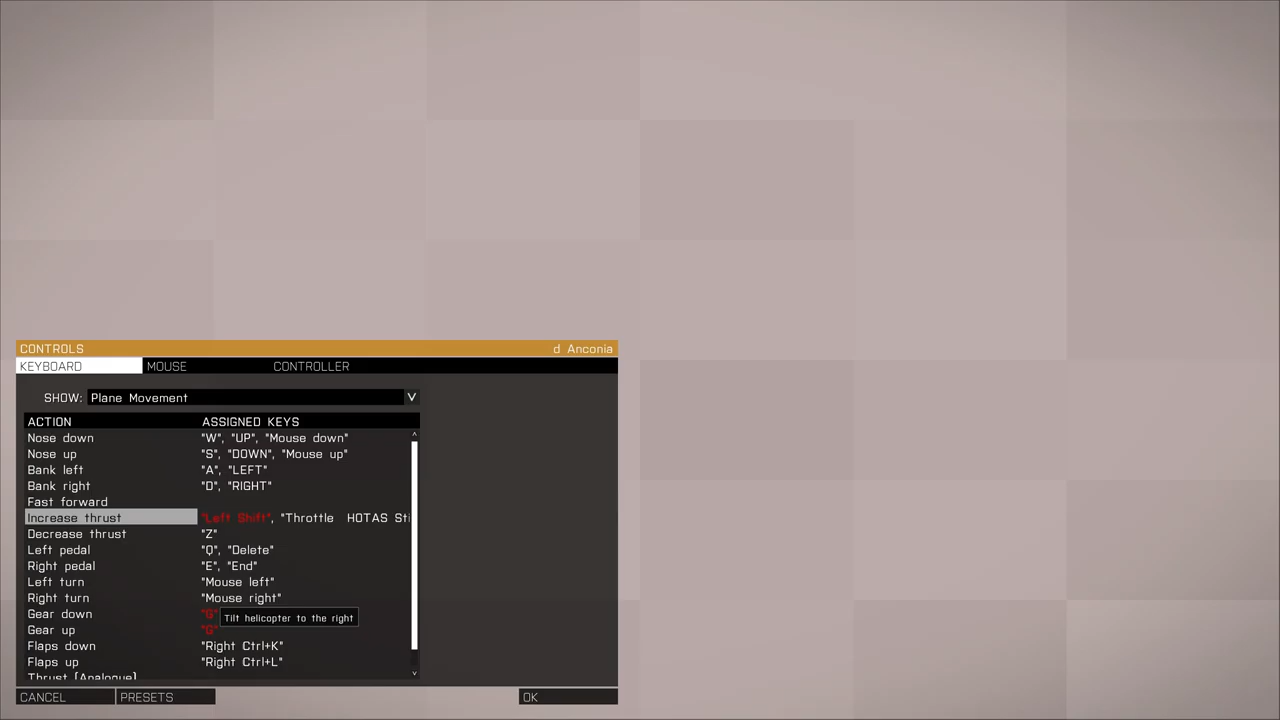 CONTROLS d Anconia
KEYBOARD MOUSE CONTROLLER
SHOW: Plane Movement V
ACTION ASSIGNED KEYS
Nose down "W", "UP", "Mouse down"
Nose up "S", "DOWN", "Mouse up"
Bank left "A", "LEFT"
Bank right "D", "RIGHT"
Fast forward
Increase thrust "Left Shift", "Throttle HOTAS Sti
Decrease thrust "Z"
Left pedal "Q", "Delete"
Right pedal "E", "End"
Left turn "Mouse left"
Right turn "Mouse right"
Gear down "G"
Tilt helicopter to the right
Gear up "G"
Flaps down "Right Ctrl+K"
Flaps up "Right Ctrl+L"
Thrust (Analogue)
CANCEL PRESETS OK